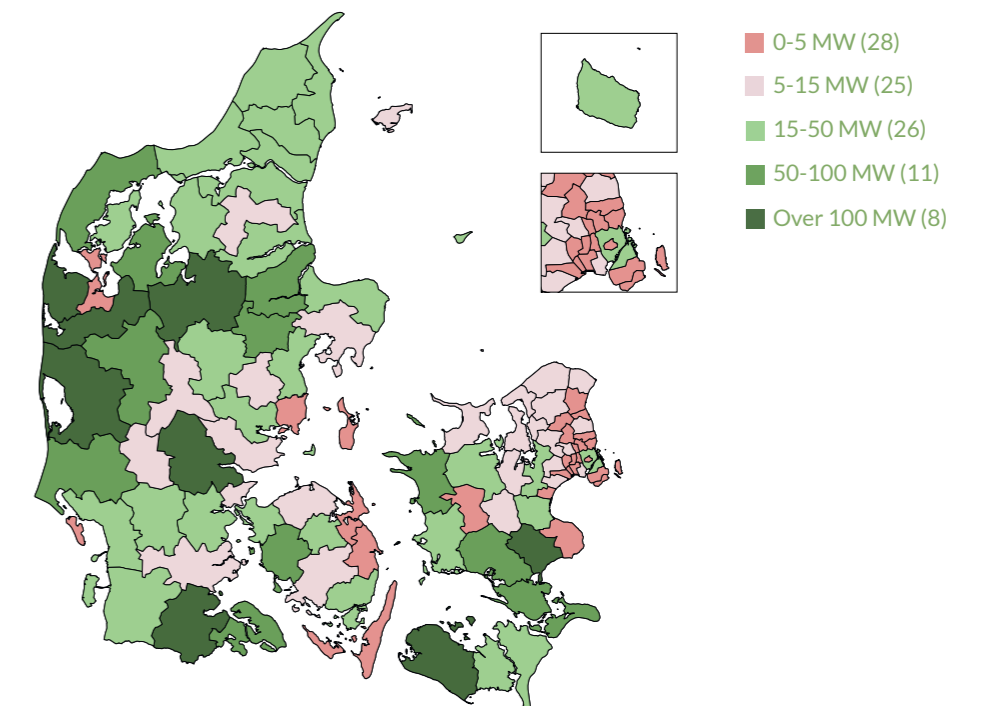 0-5 MW (28)
5-15 MW (25)
15-50 MW (26)
50-100 MW (11)
Over 100 MW (8)